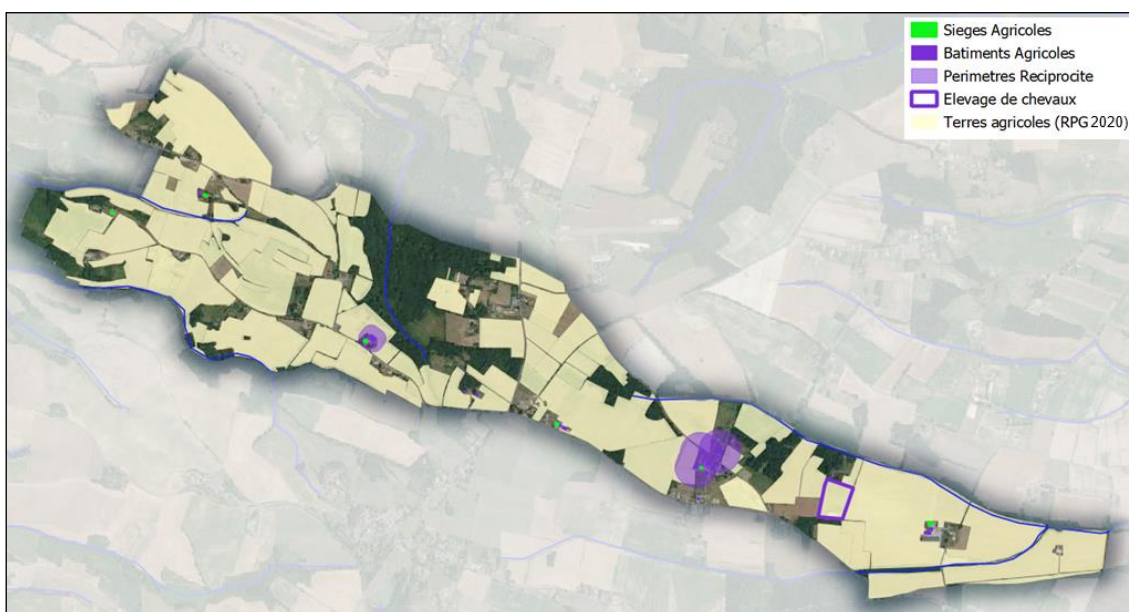 Sieges Agricoles
Batiments Agricoles
Perimetres Reciprocite
Elevage de chevaux
Terres agricoles (RPG 2020)